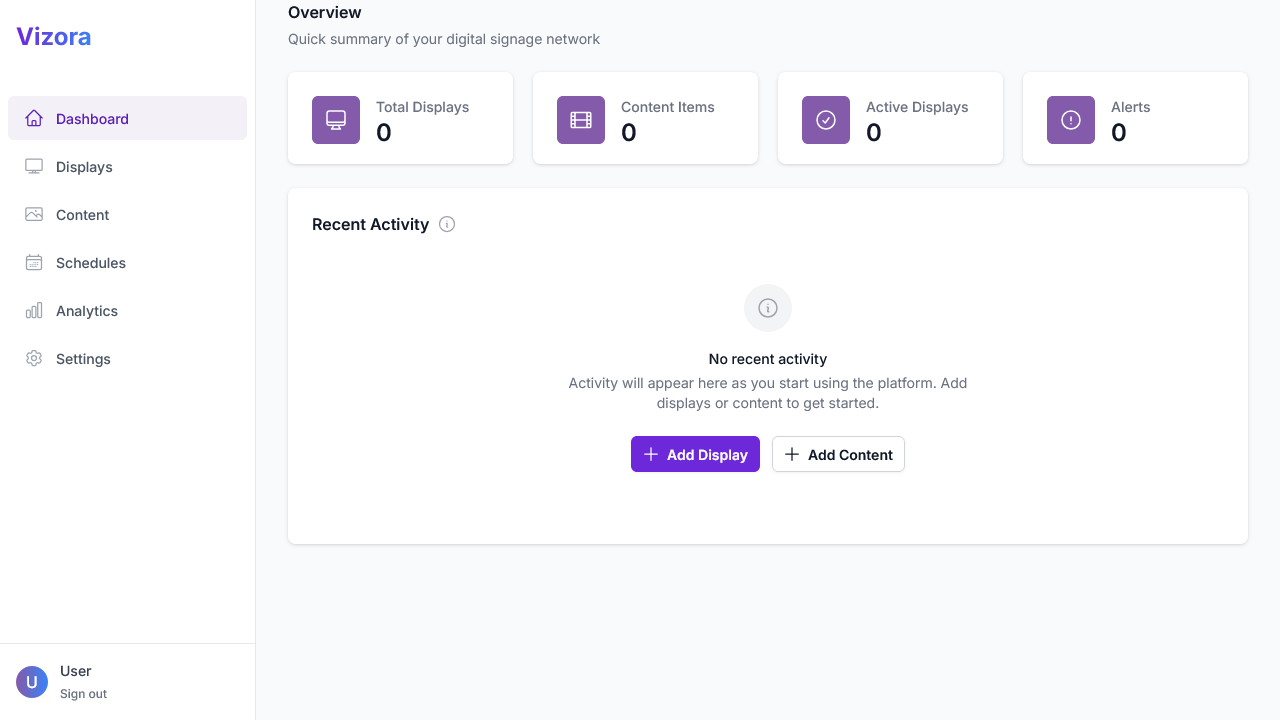 Vizora
Dashboard
Displays
Content
Schedules
Analytics
Settings
U
User
Sign out
Overview
Quick summary of your digital signage network
Total Displays
0
Content Items
0
Active Displays
0
Alerts
0
Recent Activity
No recent activity
Activity will appear here as you start using the platform. Add
displays or content to get started.
Add Display
Add Content